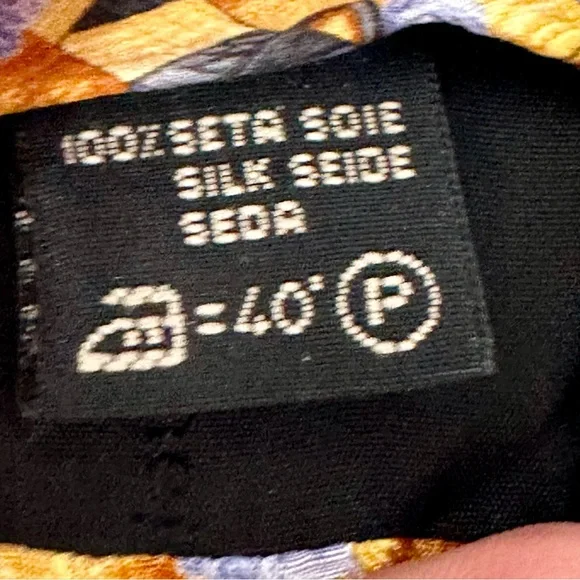 100% SETA SOIE
SILK SEIDE
SEDA
=40° P